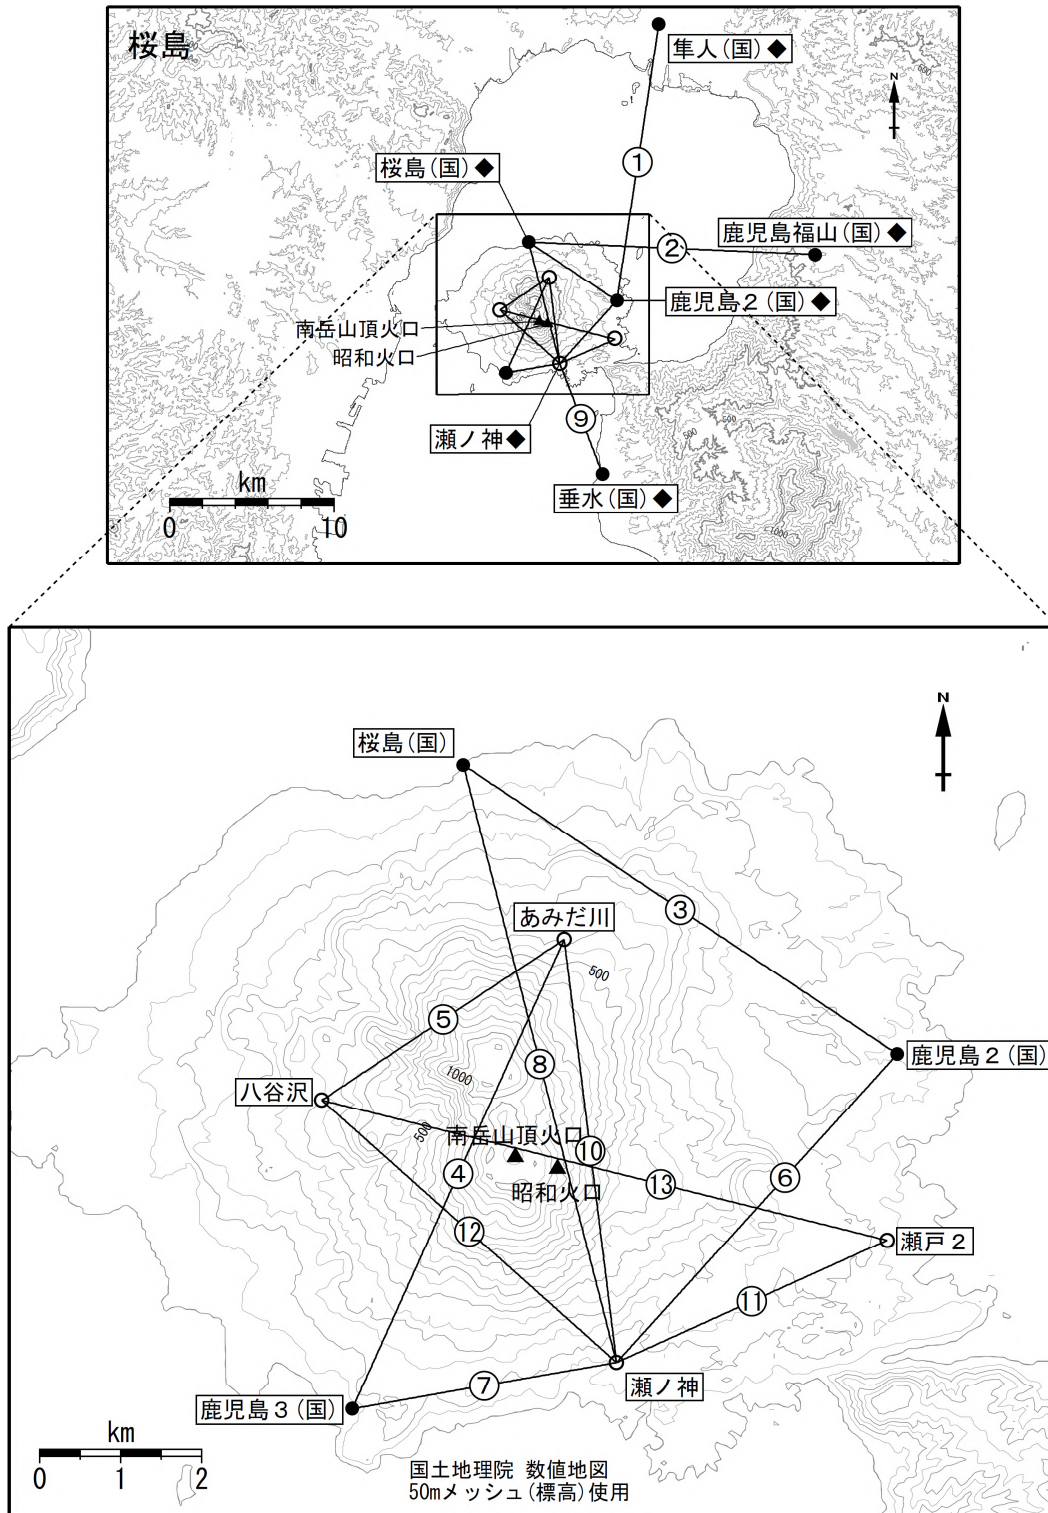 桜島
隼人(国)◆
N
600
①
桜島(国)◆
鹿児島福山(国)◆
②
鹿児島2(国)◆
南岳山頂火口
昭和火口
⑨
瀬ノ神◆
500
500
垂水(国)◆
1000
km
0 10
桜島(国)
N
③
あみだ川
500
⑤
鹿児島2(国)
⑧
1000
八谷沢
500
南岳山頂火口
⑩
④
⑬
⑥
昭和火口
⑫
瀬戸2
⑪
瀬ノ神
⑦
鹿児島3(国)
km
0 1 2
国土地理院 数値地図
50mメッシュ(標高)使用